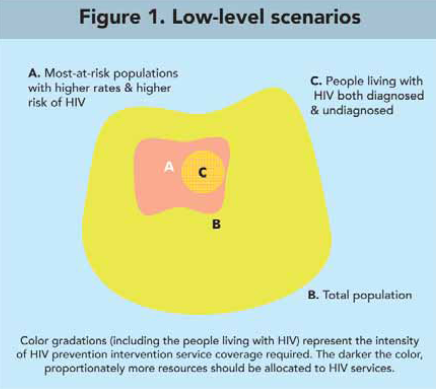 Figure 1. Low-level scenarios
A. Most-at-risk populations
with higher rates & higher
risk of HIV
C. People living with
HIV both diagnosed
& undiagnosed
A
C
B
B. Total population
Color gradations (including the people living with HIV) represent the intensity
of HIV prevention intervention service coverage required. The darker the color,
proportionately more resources should be allocated to HIV services.